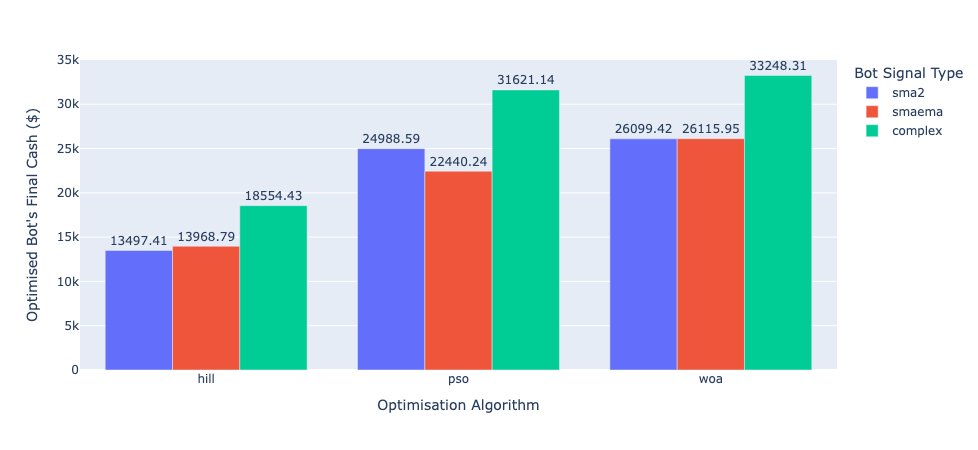 35k
30k
25k
20k
15k
10k
5k
0
Optimised Bot's Final Cash ($)
13497.41
13968.79
18554.43
24988.59
22440.24
31621.14
26099.42
26115.95
33248.31
hill
pso
woa
Optimisation Algorithm
Bot Signal Type
sma2
smaema
complex